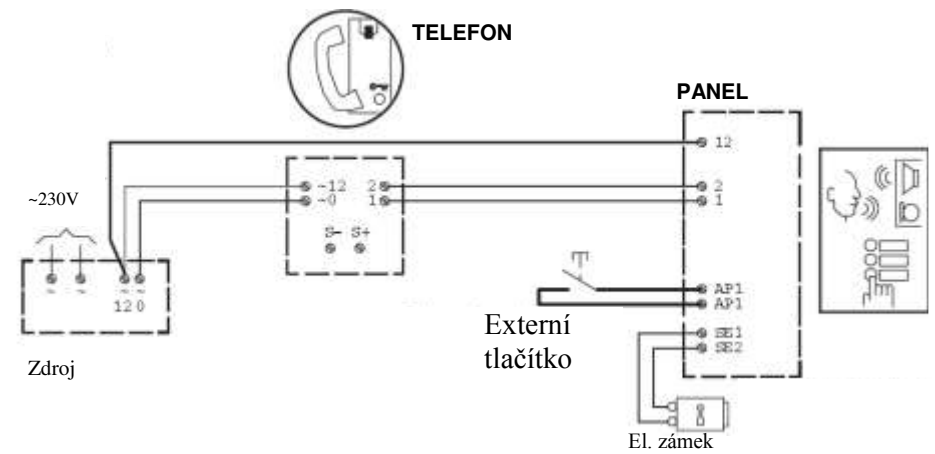 TELEFON
PANEL
12
~12 2
2
~0 1
1
~230V
S- S+
~ ~ ~ ~
12 0
AP1
AP1
Externí
tlačítko
SE1
SE2
Zdroj
El. zámek